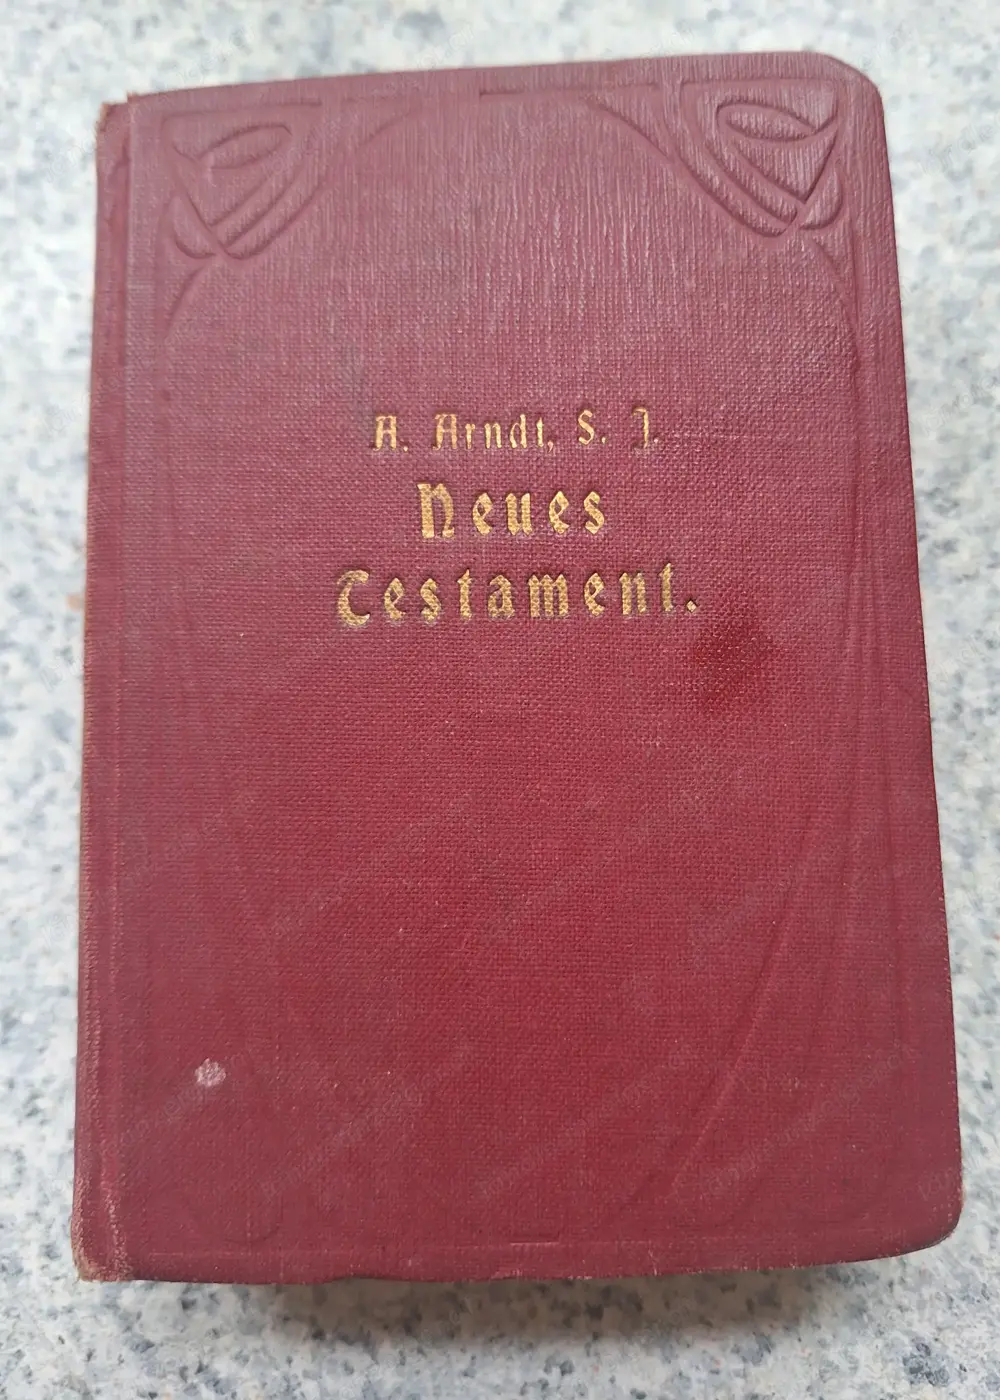 A. Arndt, S. J.
Neues
Testament.